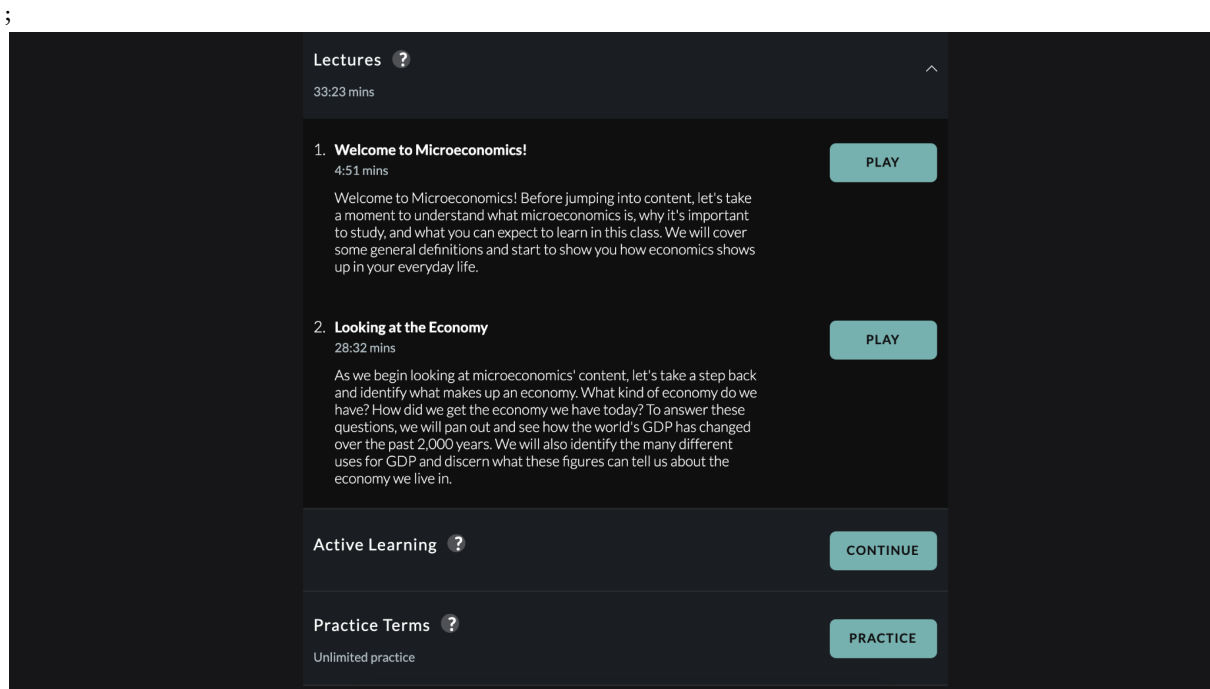 ;
Lectures ?
33:23 mins
1. Welcome to Microeconomics!
4:51 mins
PLAY
Welcome to Microeconomics! Before jumping into content, let's take
a moment to understand what microeconomics is, why it's important
to study, and what you can expect to learn in this class. We will cover
some general definitions and start to show you how economics shows
up in your everyday life.
2. Looking at the Economy
28:32 mins
PLAY
As we begin looking at microeconomics' content, let's take a step back
and identify what makes up an economy. What kind of economy do we
have? How did we get the economy we have today? To answer these
questions, we will pan out and see how the world's GDP has changed
over the past 2,000 years. We will also identify the many different
uses for GDP and discern what these figures can tell us about the
economy we live in.
Active Learning ?
CONTINUE
Practice Terms ?
Unlimited practice
PRACTICE